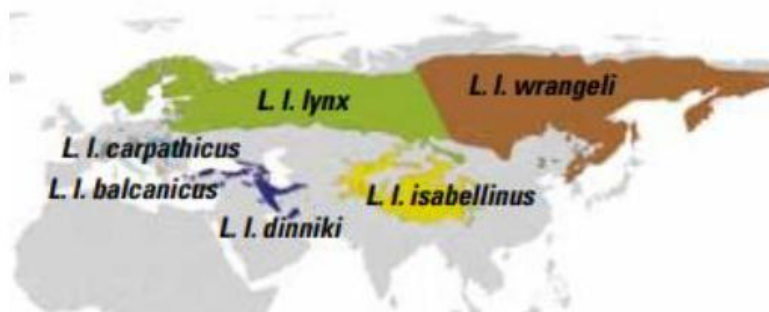 L. l. lynx
L. l. wrangeli
L. l. carpathicus
L. l. balcanicus
L. l. isabellinus
L. l. dinniki